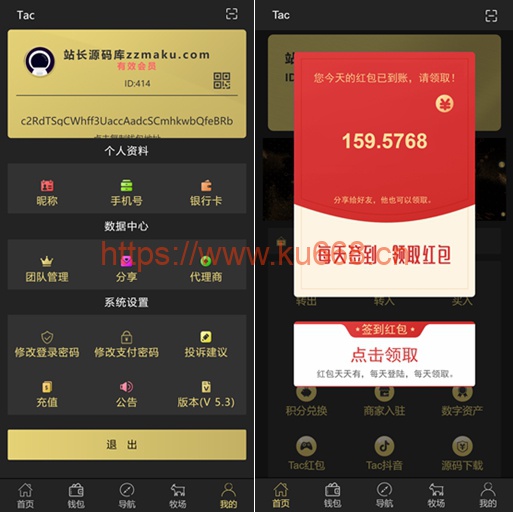 Tac
站长源码库zzmaku.com
有效会员
ID:414
c2RdTSqCWhff3UaccAadcSCmhkwbQfeBRb
个人资料
昵称
手机号
银行卡
数据中心
团队管理
分享
代理商
系统设置
修改登录密码
修改支付密码
投诉建议
充值
公告
版本(V 5.3)
退 出
首页
钱包
导航
牧场
我的
Tac
站
ID:
您今天的红包已到账，请领取！
159.5768
分享给好友，他也可以领取。
每天签到 领取红包
转出
转入
买入
签到红包
点击领取
红包天天有，每天登陆，每天领取。
积分兑换
商家入驻
数字资产
Tac红包
Tac抖音
源码下载
首页
钱包
导航
牧场
我的